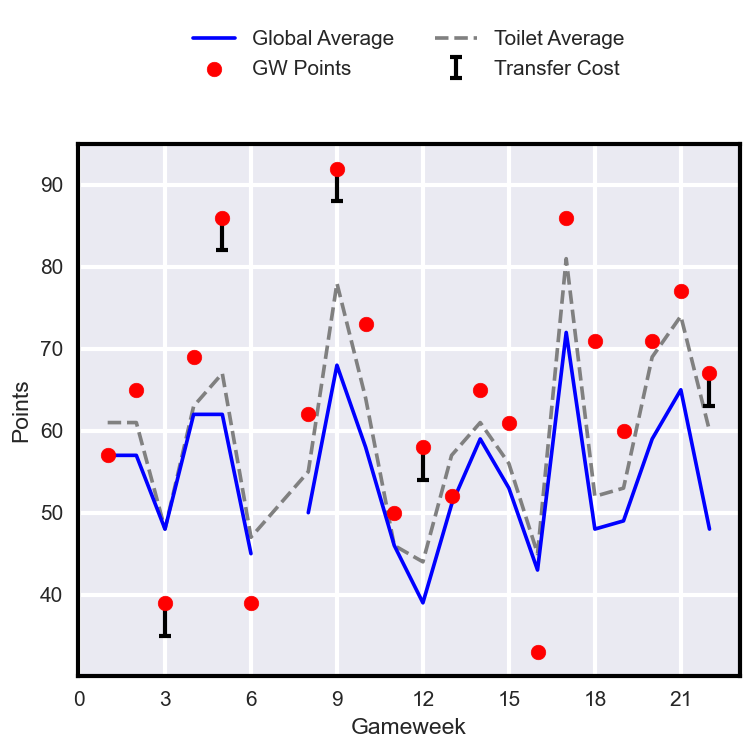 Global Average
Toilet Average
GW Points
Transfer Cost
90
80
70
60
50
40
Points
0 3 6 9 12 15 18 21
Gameweek